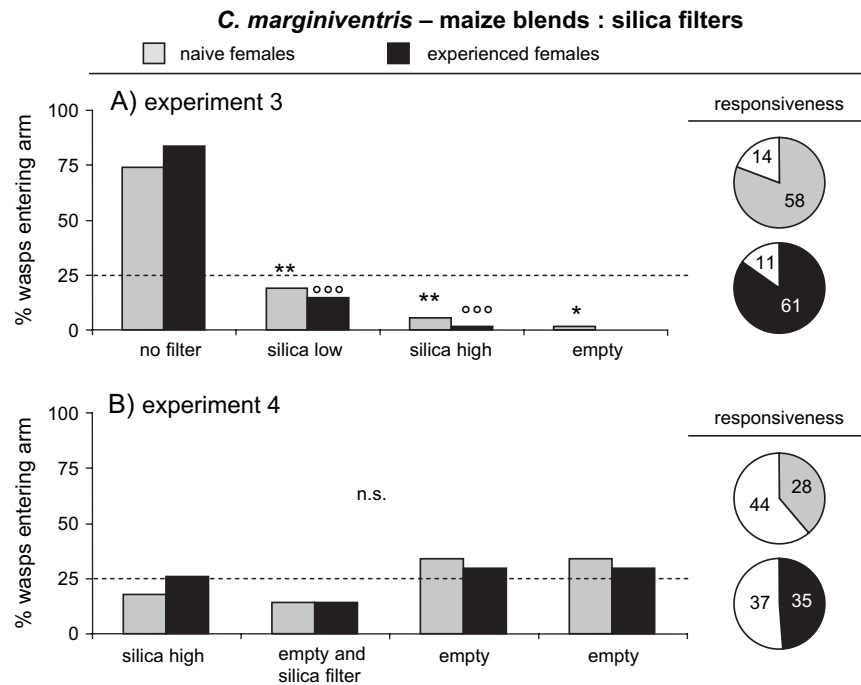 C. marginiventris – maize blends : silica filters
naive females
experienced females
A) experiment 3
responsiveness
% wasps entering arm
100
75
50
25
0
**
°°°
**
°°°
*
no filter
silica low
silica high
empty
14
58
11
61
B) experiment 4
responsiveness
% wasps entering arm
100
75
50
25
0
n.s.
silica high
empty and
silica filter
empty
empty
28
44
37
35